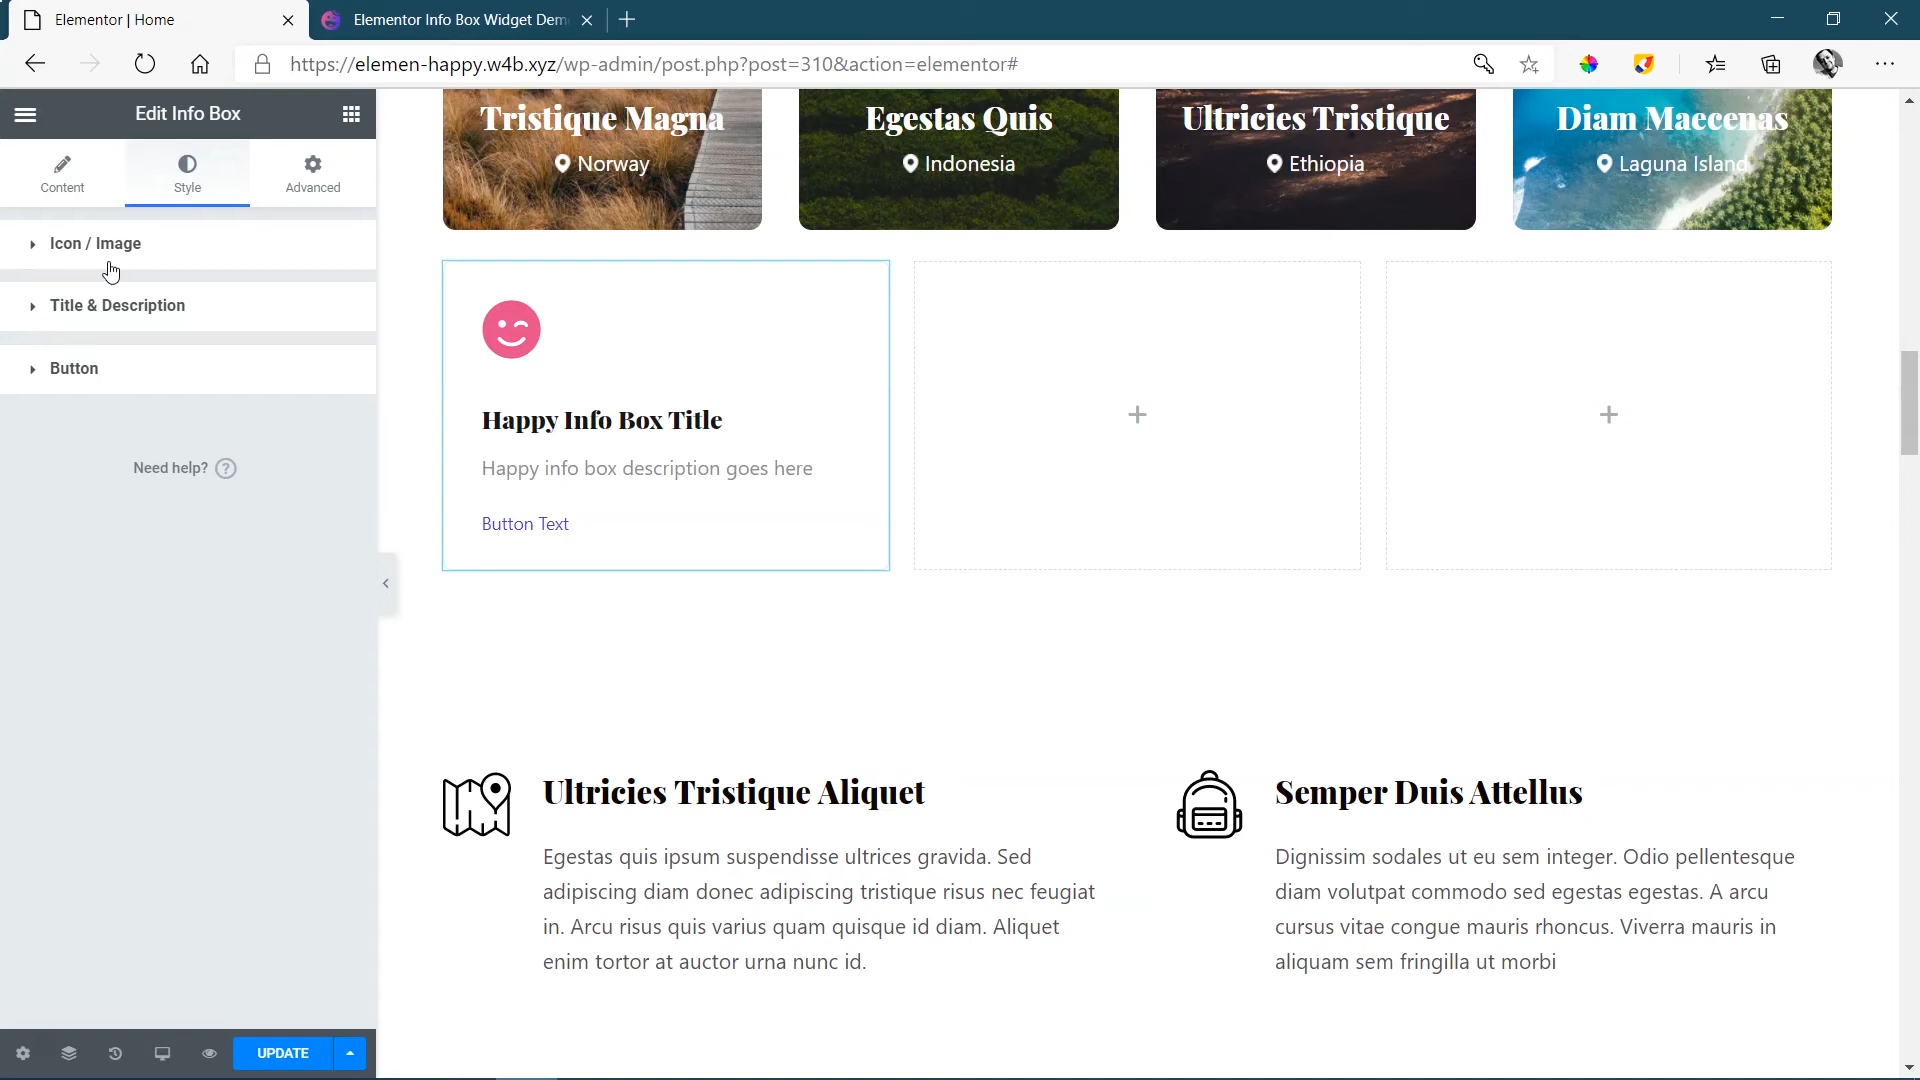 Elementor | Home
Elementor Info Box Widget Dem
https://elemen-happy.w4b.xyz/wp-admin/post.php?post=310&action=elementor#
Edit Info Box
Content
Style
Advanced
Icon / Image
Title & Description
Button
Need help? ?
UPDATE
Tristique Magna
Norway
Egestas Quis
Indonesia
Ultricies Tristique
Ethiopia
Diam Maecenas
Laguna Island
Happy Info Box Title
Happy info box description goes here
Button Text
Ultricies Tristique Aliquet
Egestas quis ipsum suspendisse ultrices gravida. Sed
adipiscing diam donec adipiscing tristique risus nec feugiat
in. Arcu risus quis varius quam quisque id diam. Aliquet
enim tortor at auctor urna nunc id.
Semper Duis Attellus
Dignissim sodales ut eu sem integer. Odio pellentesque
diam volutpat commodo sed egestas egestas. A arcu
cursus vitae congue mauris rhoncus. Viverra mauris in
aliquam sem fringilla ut morbi